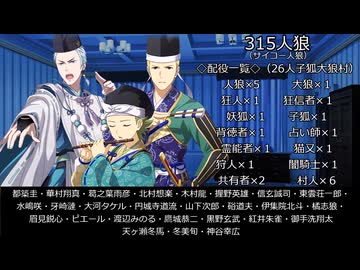 315人狼
（サイコー人狼）
◇配役一覧◇（26人子狐大狼村）
人狼×5 大狼×1
狂人×1 狂信者×1
妖狐×1 子狐×1
背徳者×1 占い師×1
霊能者×1 猫又×1
狩人×1 闇騎士×1
共有者×2 村人×6
都築圭・華村翔真・葛之葉雨彦・北村想楽・木村龍・握野英雄・信玄誠司・東雲荘一郎・
水嶋咲・牙崎漣・大河タケル・円城寺道流・山下次郎・硲道夫・伊集院北斗・橘志狼・
眉見鋭心・ピエール・渡辺みのる・鷹城恭二・黒野玄武・紅井朱雀・御手洗翔太
天ヶ瀬冬馬・冬美旬・神谷幸広